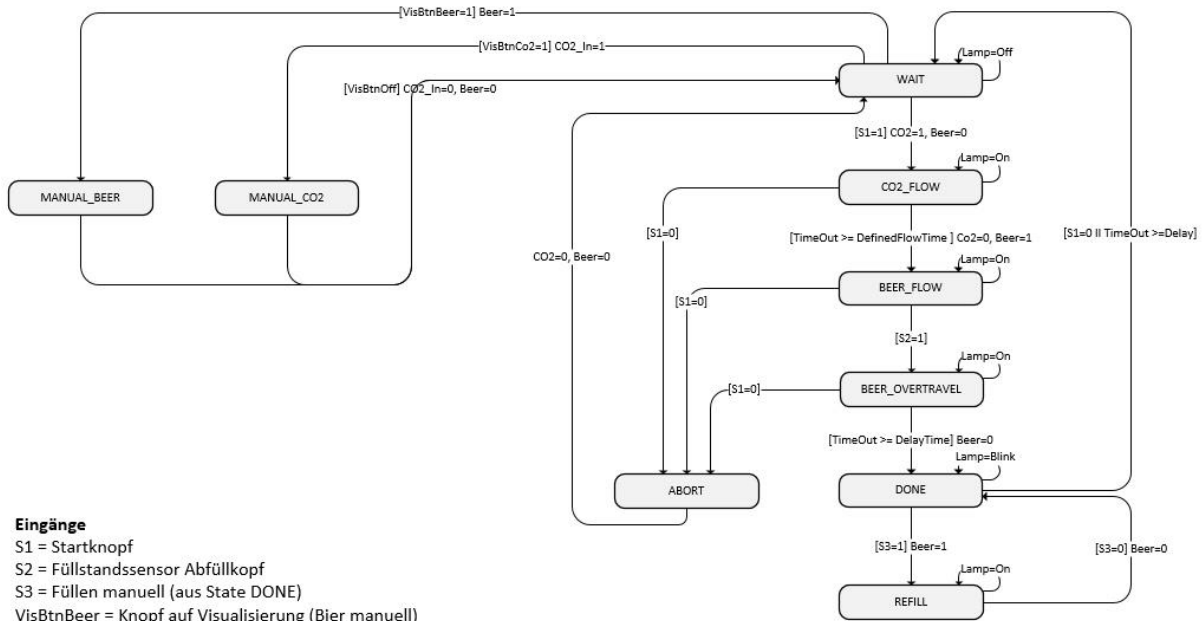 [VisBtnBeer=1] Beer=1
[VisBtnCo2=1] CO2_In=1
Lamp=Off
WAIT
[VisBtnOff] CO2_In=0, Beer=0
[S1=1] CO2=1, Beer=0
Lamp=On
CO2_FLOW
MANUAL_BEER
MANUAL_CO2
[S1=0]
[TimeOut >= DefinedFlowTime ] Co2=0, Beer=1
[S1=0 II TimeOut >=Delay]
CO2=0, Beer=0
Lamp=On
BEER_FLOW
[S1=0]
[S2=1]
Lamp=On
[S1=0]
BEER_OVERTRAVEL
[TimeOut >= DelayTime] Beer=0
Lamp=Blink
ABORT
DONE
[S3=1] Beer=1
[S3=0] Beer=0
Lamp=On
REFILL
Eingänge
S1 = Startknopf
S2 = Füllstandssensor Abfüllkopf
S3 = Füllen manuell (aus State DONE)
VisBtnBeer = Knopf auf Visualisierung (Bier manuell)